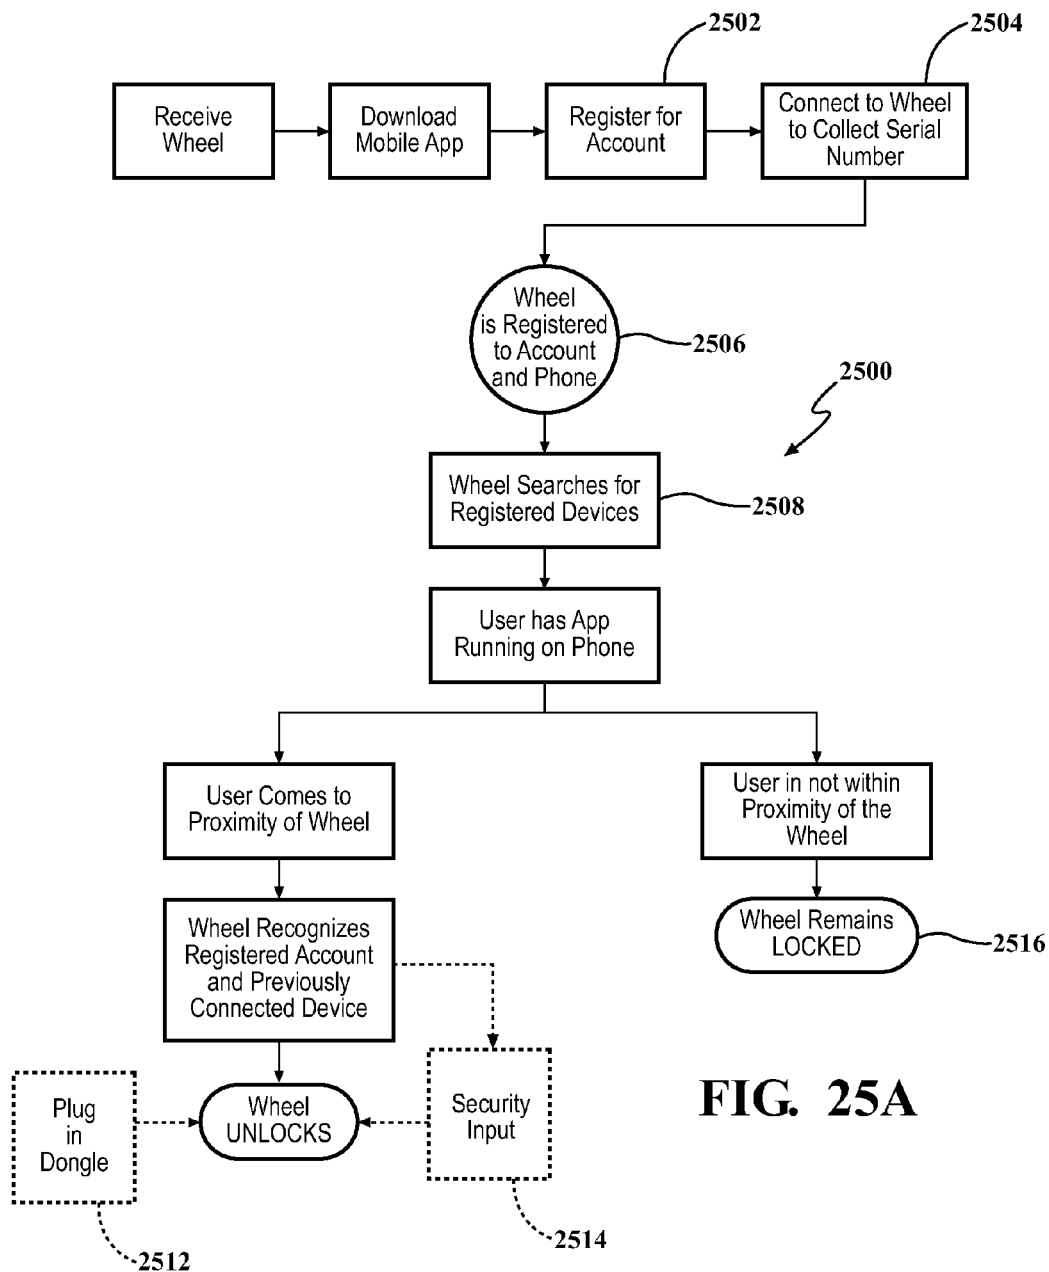 2502
2504
Receive
Wheel
Download
Mobile App
Register for
Account
Connect to Wheel
to Collect Serial
Number
Wheel
is Registered
to Account
and Phone
2506
2500
Wheel Searches for
Registered Devices
2508
User has App
Running on Phone
User Comes to
Proximity of Wheel
User in not within
Proximity of the
Wheel
Wheel Recognizes
Registered Account
and Previously
Connected Device
Wheel Remains
LOCKED
2516
Plug
in
Dongle
Wheel
UNLOCKS
Security
Input
FIG. 25A
2512
2514